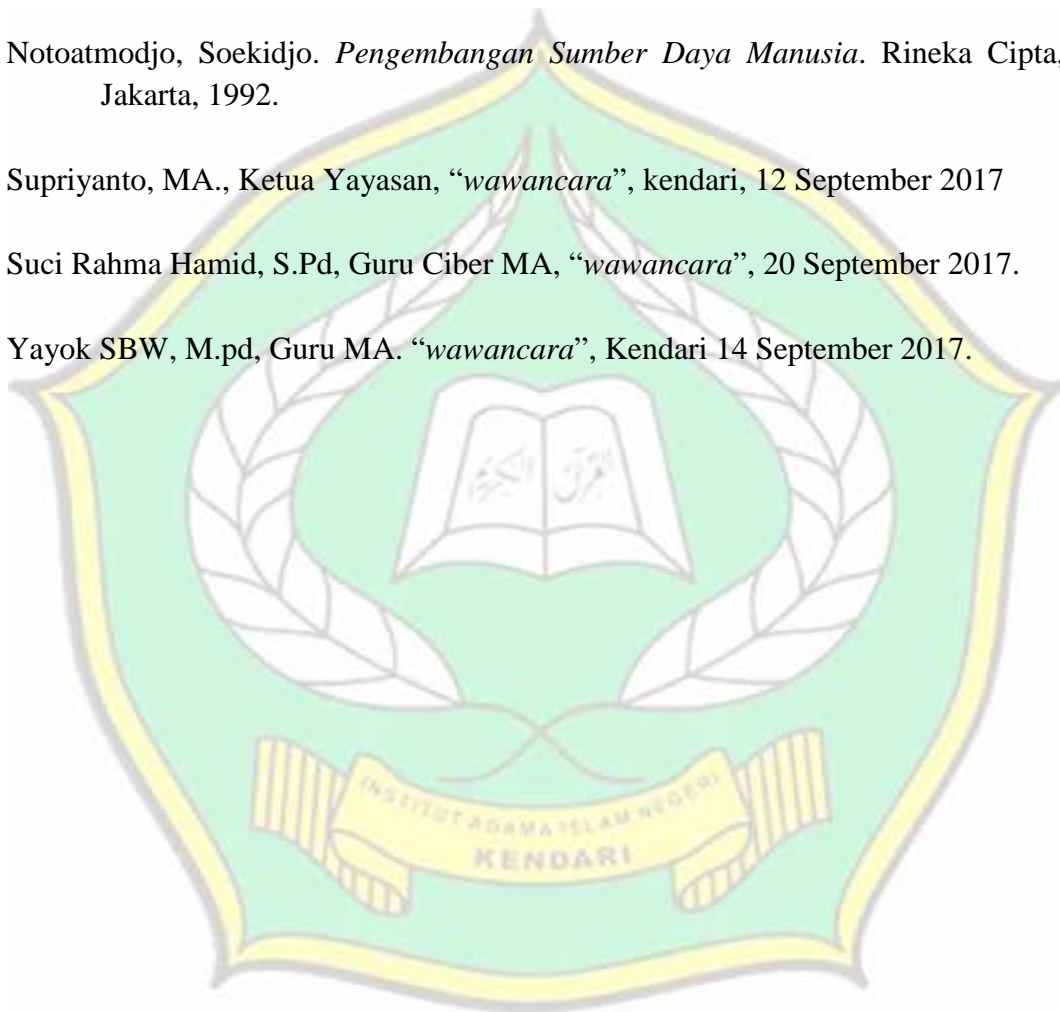 Notoatmodjo, Soekidjo. Pengembangan Sumber Daya Manusia. Rineka Cipta,
Jakarta, 1992.
Supriyanto, MA., Ketua Yayasan, “wawancara”, kendari, 12 September 2017
Suci Rahma Hamid, S.Pd, Guru Ciber MA, “wawancara”, 20 September 2017.
Yayok SBW, M.pd, Guru MA. “wawancara”, Kendari 14 September 2017.
القرآن الكريم
INSTITUT AGAMA ISLAM NEGERI
KENDARI